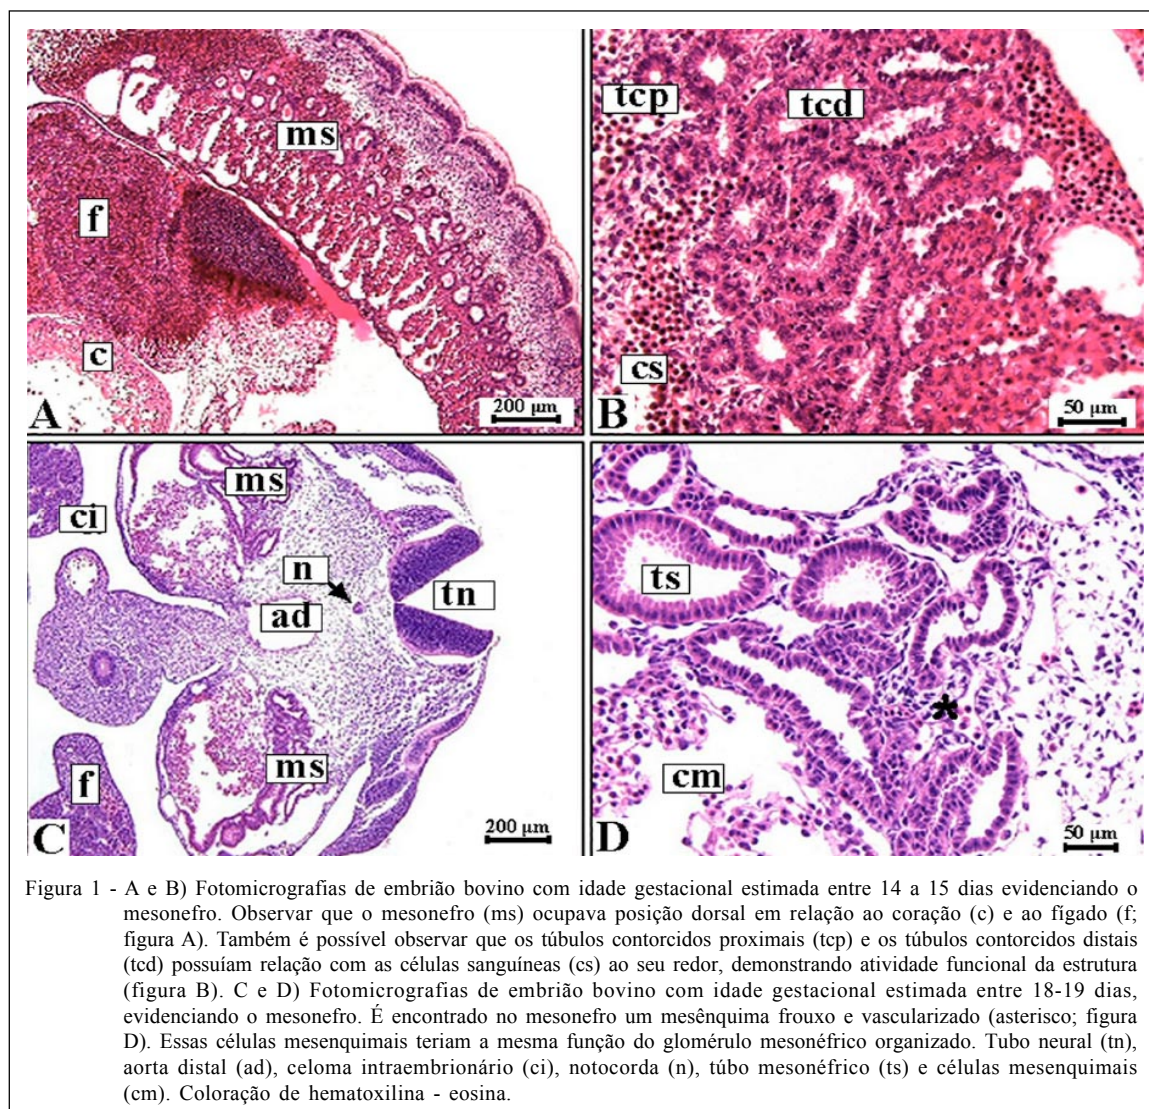 ms
f
c
A
200 µm
tcp
tcd
cs
B
50 µm
ms
ci
n
ad
tn
ms
f
C
200 µm
ts
*
cm
D
50 µm
Figura 1 - A e B) Fotomicrografias de embrião bovino com idade gestacional estimada entre 14 a 15 dias evidenciando o
mesonefro. Observar que o mesonefro (ms) ocupava posição dorsal em relação ao coração (c) e ao fígado (f;
figura A). Também é possível observar que os túbulos contorcidos proximais (tcp) e os túbulos contorcidos distais
(tcd) possuíam relação com as células sanguíneas (cs) ao seu redor, demonstrando atividade funcional da estrutura
(figura B). C e D) Fotomicrografias de embrião bovino com idade gestacional estimada entre 18-19 dias,
evidenciando o mesonefro. É encontrado no mesonefro um mesênquima frouxo e vascularizado (asterisco; figura
D). Essas células mesenquimais teriam a mesma função do glomérulo mesonéfrico organizado. Tubo neural (tn),
aorta distal (ad), celoma intraembrionário (ci), notocorda (n), túbo mesonéfrico (ts) e células mesenquimais
(cm). Coloração de hematoxilina - eosina.